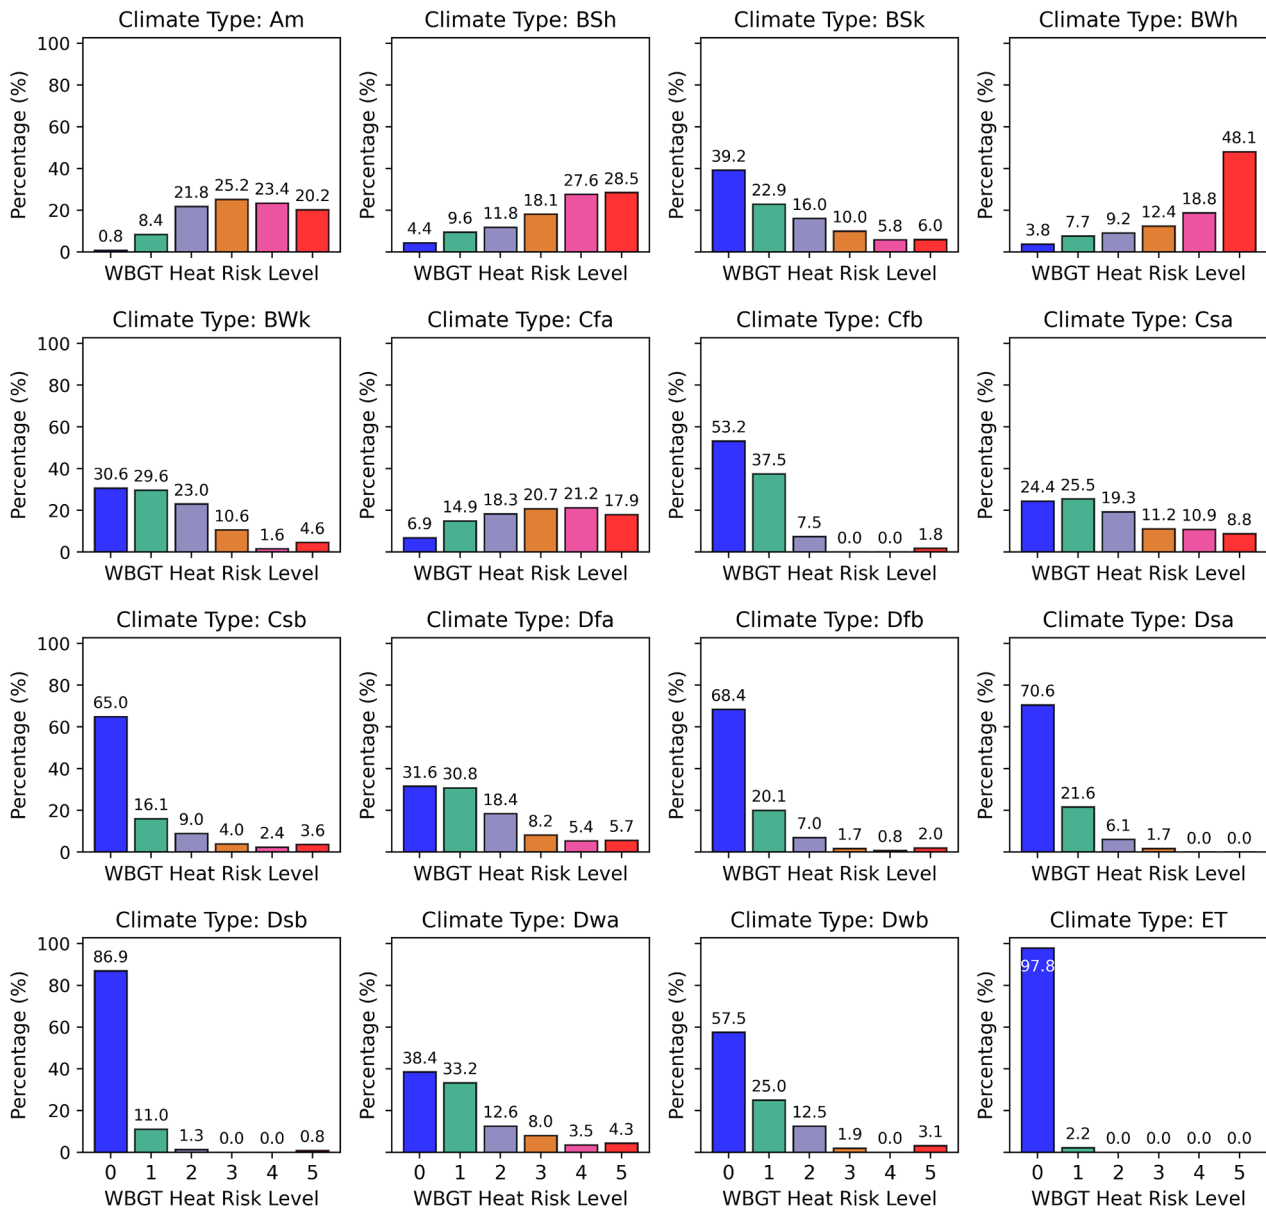 Climate Type: Am
Percentage (%)
100
80
60
40
20
0
0.8
8.4
21.8
25.2
23.4
20.2
WBGT Heat Risk Level
Climate Type: BSh
Percentage (%)
4.4
9.6
11.8
18.1
27.6
28.5
WBGT Heat Risk Level
Climate Type: BSk
Percentage (%)
39.2
22.9
16.0
10.0
5.8
6.0
WBGT Heat Risk Level
Climate Type: BWh
Percentage (%)
3.8
7.7
9.2
12.4
18.8
48.1
WBGT Heat Risk Level
Climate Type: BWk
Percentage (%)
100
80
60
40
20
0
30.6
29.6
23.0
10.6
1.6
4.6
WBGT Heat Risk Level
Climate Type: Cfa
Percentage (%)
6.9
14.9
18.3
20.7
21.2
17.9
WBGT Heat Risk Level
Climate Type: Cfb
Percentage (%)
53.2
37.5
7.5
0.0
0.0
1.8
WBGT Heat Risk Level
Climate Type: Csa
Percentage (%)
24.4
25.5
19.3
11.2
10.9
8.8
WBGT Heat Risk Level
Climate Type: Csb
Percentage (%)
100
80
60
40
20
0
65.0
16.1
9.0
4.0
2.4
3.6
WBGT Heat Risk Level
Climate Type: Dfa
Percentage (%)
31.6
30.8
18.4
8.2
5.4
5.7
WBGT Heat Risk Level
Climate Type: Dfb
Percentage (%)
68.4
20.1
7.0
1.7
0.8
2.0
WBGT Heat Risk Level
Climate Type: Dsa
Percentage (%)
70.6
21.6
6.1
1.7
0.0
0.0
WBGT Heat Risk Level
Climate Type: Dsb
Percentage (%)
100
80
60
40
20
0
86.9
11.0
1.3
0.0
0.0
0.8
0 1 2 3 4 5
WBGT Heat Risk Level
Climate Type: Dwa
Percentage (%)
38.4
33.2
12.6
8.0
3.5
4.3
0 1 2 3 4 5
WBGT Heat Risk Level
Climate Type: Dwb
Percentage (%)
57.5
25.0
12.5
1.9
0.0
3.1
0 1 2 3 4 5
WBGT Heat Risk Level
Climate Type: ET
Percentage (%)
97.8
2.2
0.0
0.0
0.0
0.0
0 1 2 3 4 5
WBGT Heat Risk Level